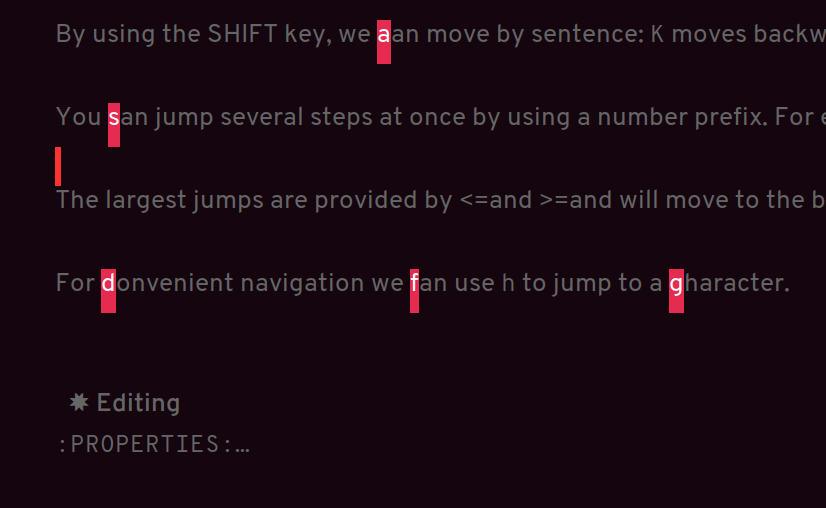 By using the SHIFT key, we aan move by sentence: K moves backw
You san jump several steps at once by using a number prefix. For e
The largest jumps are provided by <=and >=and will move to the b
For donvenient navigation we fan use h to jump to a gharacter.
✸ Editing
:PROPERTIES:…